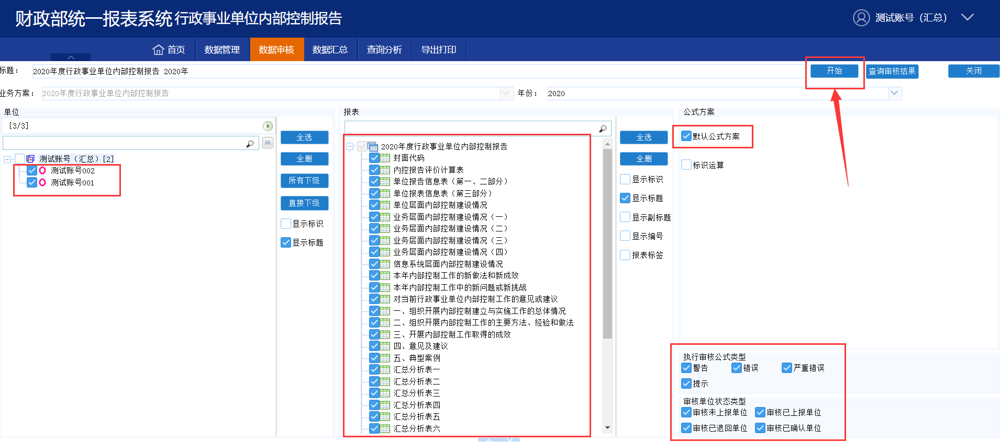 财政部统一报表系统行政事业单位内部控制报告
测试账号（汇总）
首页 数据管理 数据审核 数据汇总 查询分析 导出打印
标题： 2020年度行政事业单位内部控制报告 2020年 开始 查询审核结果 关闭
业务方案： 2020年度行政事业单位内部控制报告 年份： 2020
单位
[3/3]
测试账号（汇总）[2]
测试账号002
测试账号001
全选
全删
所有下级
直接下级
显示标识
显示标题
报表
2020年度行政事业单位内部控制报告
封面代码
内控报告评价计算表
单位报告信息表（第一、二部分）
单位报表信息表（第三部分）
单位层面内部控制建设情况
业务层面内部控制建设情况（一）
业务层面内部控制建设情况（二）
业务层面内部控制建设情况（三）
业务层面内部控制建设情况（四）
信息系统层面内部控制建设情况
本年内部控制工作的新做法和新成效
本年内部控制工作中的新问题或新挑战
对当前行政事业单位内部控制工作的意见或建议
一、组织开展内部控制建立与实施工作的总体情况
二、组织开展内部控制工作的主要方法、经验和做法
三、开展内部控制工作取得的成效
四、意见及建议
五、典型案例
汇总分析表一
汇总分析表二
汇总分析表三
汇总分析表四
汇总分析表五
汇总分析表六
全选
全删
显示标识
显示标题
显示副标题
显示编号
报表标签
公式方案
默认公式方案
标识运算
执行审核公式类型
警告 错误 严重错误
提示
审核单位状态类型
审核未上报单位 审核已上报单位
审核已退回单位 审核已确认单位